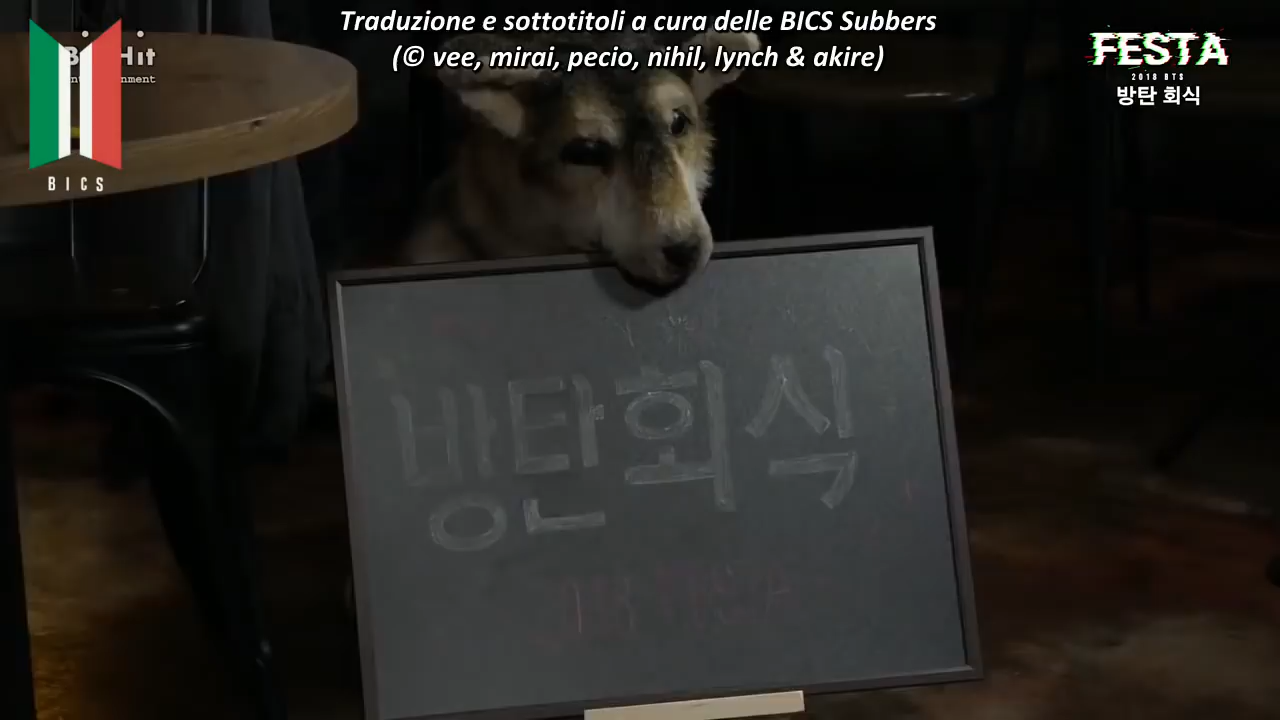 Traduzione e sottotitoli a cura delle BICS Subbers
(© vee, mirai, pecio, nihil, lynch & akire)
BICS
FESTA
2018 BTS
방탄 회식
방탄회식